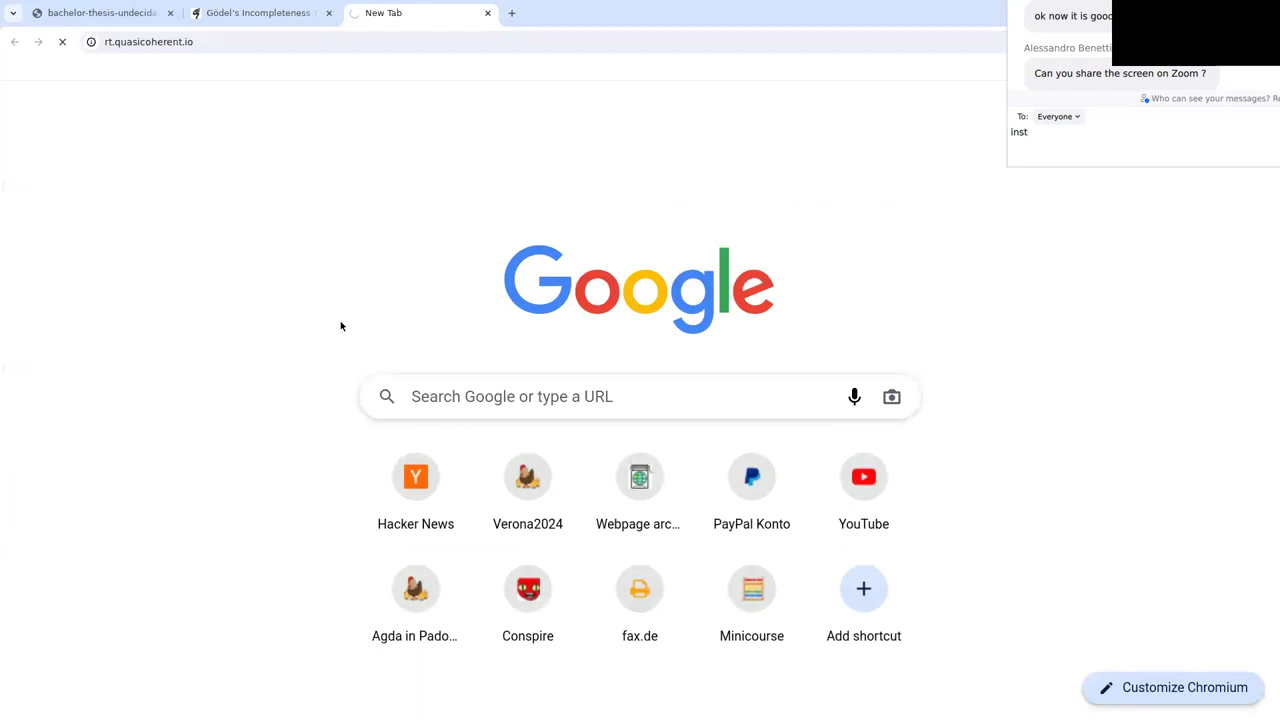 bachelor-thesis-undecida
Gödel's Incompleteness
New Tab
rt.quasicoherent.io
ok now it is good
Alessandro Benetti
Can you share the screen on Zoom ?
Who can see your messages? Re
To: Everyone
inst
Google
Search Google or type a URL
Hacker News
Verona2024
Webpage arc...
PayPal Konto
YouTube
Agda in Pado...
Conspire
fax.de
Minicourse
Add shortcut
Customize Chromium